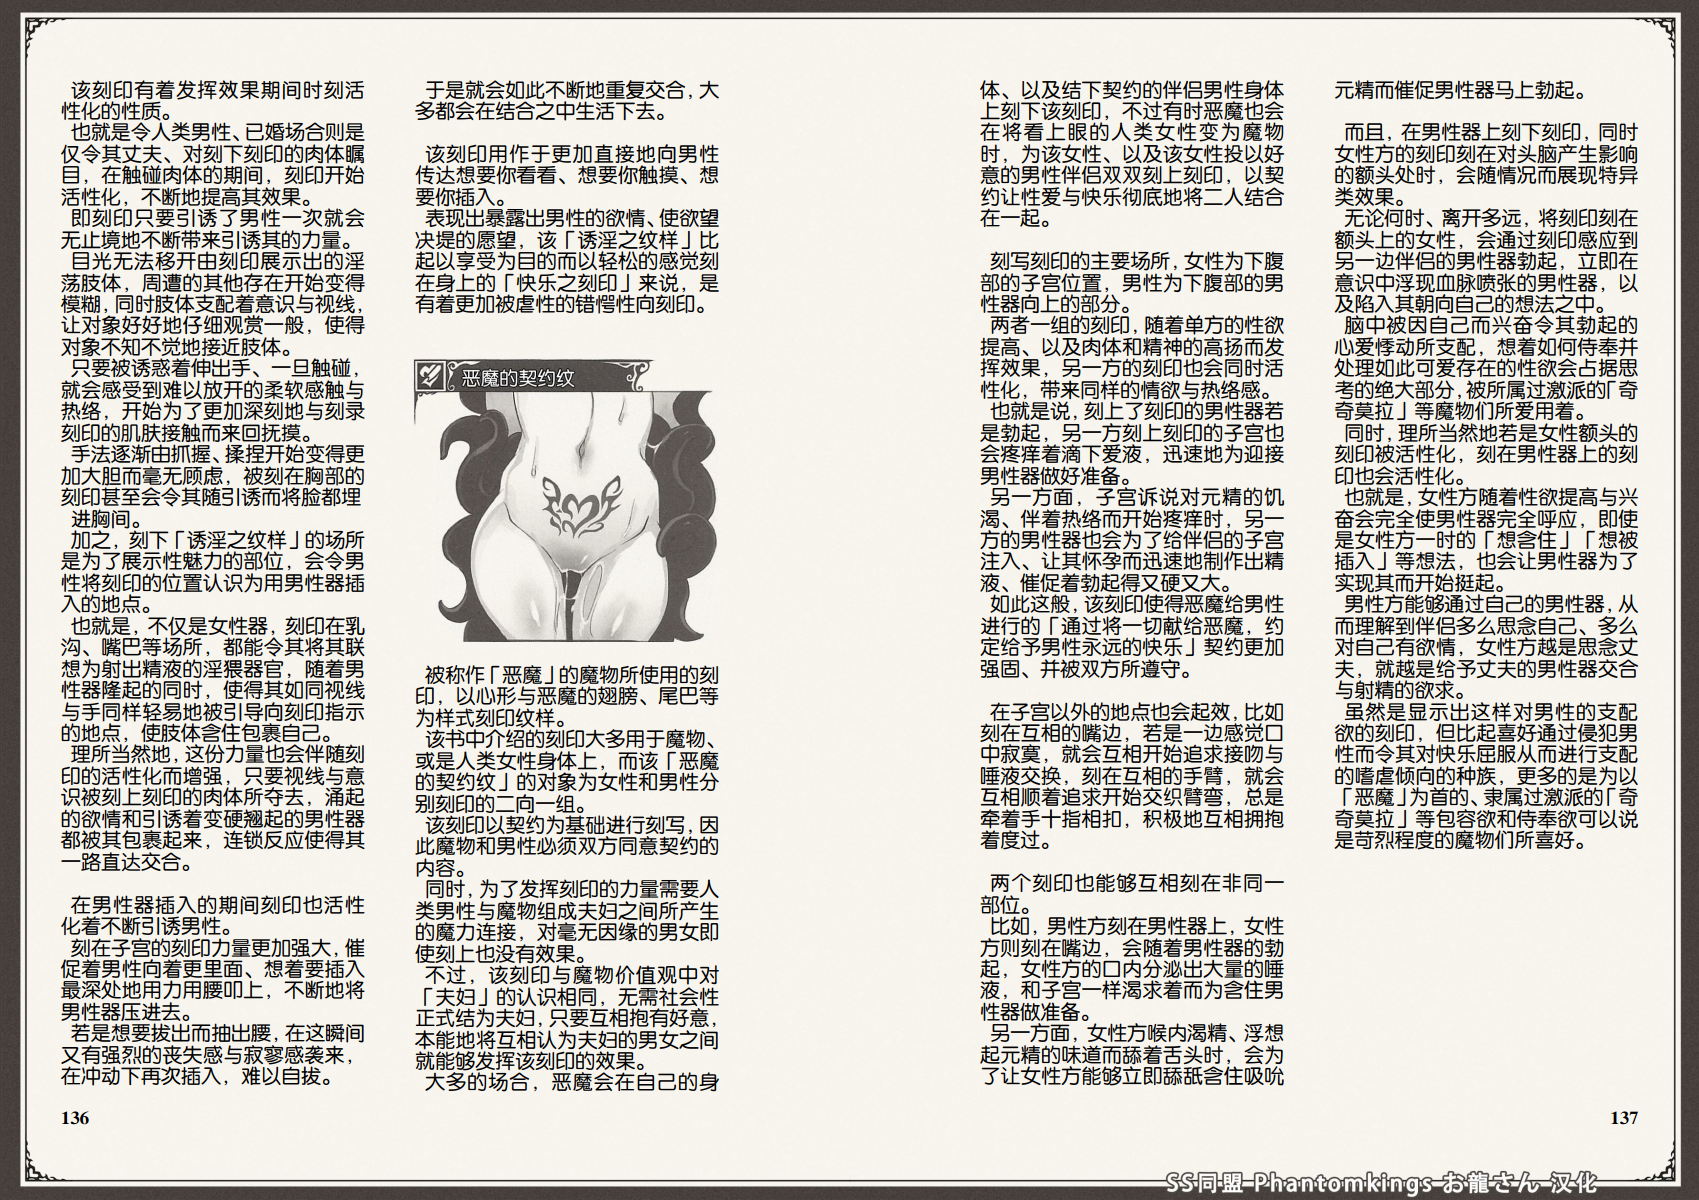 该刻印有着发挥效果期间时刻活
性化的性质。
也就是令人类男性、已婚场合则是
仅令其丈夫、对刻下刻印的肉体瞩
目，在触碰肉体的期间，刻印开始
活性化，不断地提高其效果。
即刻印只要引诱了男性一次就会
无止境地不断带来引诱其的力量。
目光无法移开由刻印展示出的淫
荡肢体，周遭的其他存在开始变得
模糊，同时肢体支配着意识与视线，
让对象好好地仔细观赏一般，使得
对象不知不觉地接近肢体。
只要被诱惑着伸出手、一旦触碰，
就会感受到难以放开的柔软感触与
热络，开始为了更加深刻地与刻录
刻印的肌肤接触而来回抚摸。
手法逐渐由抓握、揉捏开始变得更
加大胆而毫无顾虑，被刻在胸部的
刻印甚至会令其随引诱而将脸都埋
进胸间。
加之，刻下「诱淫之纹样」的场所
是为了展示性魅力的部位，会令男
性将刻印的位置认识为用男性器插
入的地点。
也就是，不仅是女性器，刻印在乳
沟、嘴巴等场所，都能令其将其联
想为射出精液的淫猥器官，随着男
性器隆起的同时，使得其如同视线
与手同样轻易地被引导向刻印指示
的地点，使肢体含住包裹自己。
理所当然地，这份力量也会伴随刻
印的活性化而增强，只要视线与意
识被刻上刻印的肉体所夺去，涌起
的欲情和引诱着变硬翘起的男性器
都被其包裹起来，连锁反应使得其
一路直达交合。
在男性器插入的期间刻印也活性
化着不断引诱男性。
刻在子宫的刻印力量更加强大，催
促着男性向着更里面、想着要插入
最深处地用力用腰叩上，不断地将
男性器压进去。
若是想要拔出而抽出腰，在这瞬间
又有强烈的丧失感与寂寥感袭来，
在冲动下再次插入，难以自拔。
136
于是就会如此不断地重复交合，大
多都会在结合之中生活下去。
该刻印用作于更加直接地向男性
传达想要你看看、想要你触摸、想
要你插入。
表现出暴露出男性的欲情、使欲望
决堤的愿望，该「诱淫之纹样」比
起以享受为目的而以轻松的感觉刻
在身上的「快乐之刻印」来说，是
有着更加被虐性的错愕性向刻印。
恶魔的契约纹
被称作「恶魔」的魔物所使用的刻
印，以心形与恶魔的翅膀、尾巴等
为样式刻印纹样。
该书中介绍的刻印大多用于魔物、
或是人类女性身体上，而该「恶魔
的契约纹」的对象为女性和男性分
别刻印的二向一组。
该刻印以契约为基础进行刻写，因
此魔物和男性必须双方同意契约的
内容。
同时，为了发挥刻印的力量需要人
类男性与魔物组成夫妇之间所产生
的魔力连接，对毫无因缘的男女即
使刻上也没有效果。
不过，该刻印与魔物价值观中对
「夫妇」的认识相同，无需社会性
正式结为夫妇，只要互相抱有好意，
本能地将互相认为夫妇的男女之间
就能够发挥该刻印的效果。
大多的场合，恶魔会在自己的身
体、以及结下契约的伴侣男性身体
上刻下该刻印，不过有时恶魔也会
在将看上眼的人类女性变为魔物
时，为该女性、以及该女性投以好
意的男性伴侣双双刻上刻印，以契
约让性爱与快乐彻底地将二人结合
在一起。
刻写刻印的主要场所，女性为下腹
部的子宫位置，男性为下腹部的男
性器向上的部分。
两者一组的刻印，随着单方的性欲
提高、以及肉体和精神的高扬而发
挥效果，另一方的刻印也会同时活
性化，带来同样的情欲与热络感。
也就是说，刻上了刻印的男性器若
是勃起，另一方刻上刻印的子宫也
会疼痒着滴下爱液，迅速地为迎接
男性器做好准备。
另一方面，子宫诉说对元精的饥
渴、伴着热络而开始疼痒时，另一
方的男性器也会为了给伴侣的子宫
注入、让其怀孕而迅速地制作出精
液、催促着勃起得又硬又大。
如此这般，该刻印使得恶魔给男性
进行的「通过将一切献给恶魔，约
定给予男性永远的快乐」契约更加
强固、并被双方所遵守。
在子宫以外的地点也会起效，比如
刻在互相的嘴边，若是一边感觉口
中寂寞，就会互相开始追求接吻与
唾液交换，刻在互相的手臂，就会
互相顺着追求开始交织臂弯，总是
牵着手十指相扣，积极地互相拥抱
着度过。
两个刻印也能够互相刻在非同一
部位。
比如，男性方刻在男性器上，女性
方则刻在嘴边，会随着男性器的勃
起，女性方的口内分泌出大量的唾
液，和子宫一样渴求着而为含住男
性器做准备。
另一方面，女性方喉内渴精、浮想
起元精的味道而舔着舌头时，会为
了让女性方能够立即舔舐含住吸吮
元精而催促男性器马上勃起。
而且，在男性器上刻下刻印，同时
女性方的刻印刻在对头脑产生影响
的额头处时，会随情况而展现特异
类效果。
无论何时、离开多远，将刻印刻在
额头上的女性，会通过刻印感应到
另一边伴侣的男性器勃起，立即在
意识中浮现血脉喷张的男性器，以
及陷入其朝向自己的想法之中。
脑中被因自己而兴奋令其勃起的
心爱悸动所支配，想着如何侍奉并
处理如此可爱存在的性欲会占据思
考的绝大部分，被所属过激派的「奇
奇莫拉」等魔物们所爱用着。
同时，理所当然地若是女性额头的
刻印被活性化，刻在男性器上的刻
印也会活性化。
也就是，女性方随着性欲提高与兴
奋会完全使男性器完全呼应，即使
是女性方一时的「想含住」「想被
插入」等想法，也会让男性器为了
实现其而开始挺起。
男性方能够通过自己的男性器，从
而理解到伴侣多么思念自己、多么
对自己有欲情，女性方越是思念丈
夫，就越是给予丈夫的男性器交合
与射精的欲求。
虽然是显示出这样对男性的支配
欲的刻印，但比起喜好通过侵犯男
性而令其对快乐屈服从而进行支配
的嗜虐倾向的种族，更多的是为以
「恶魔」为首的、隶属过激派的「奇
奇莫拉」等包容欲和侍奉欲可以说
是苛烈程度的魔物们所喜好。
137
SS同盟 Phantomkings お龍さん 汉化